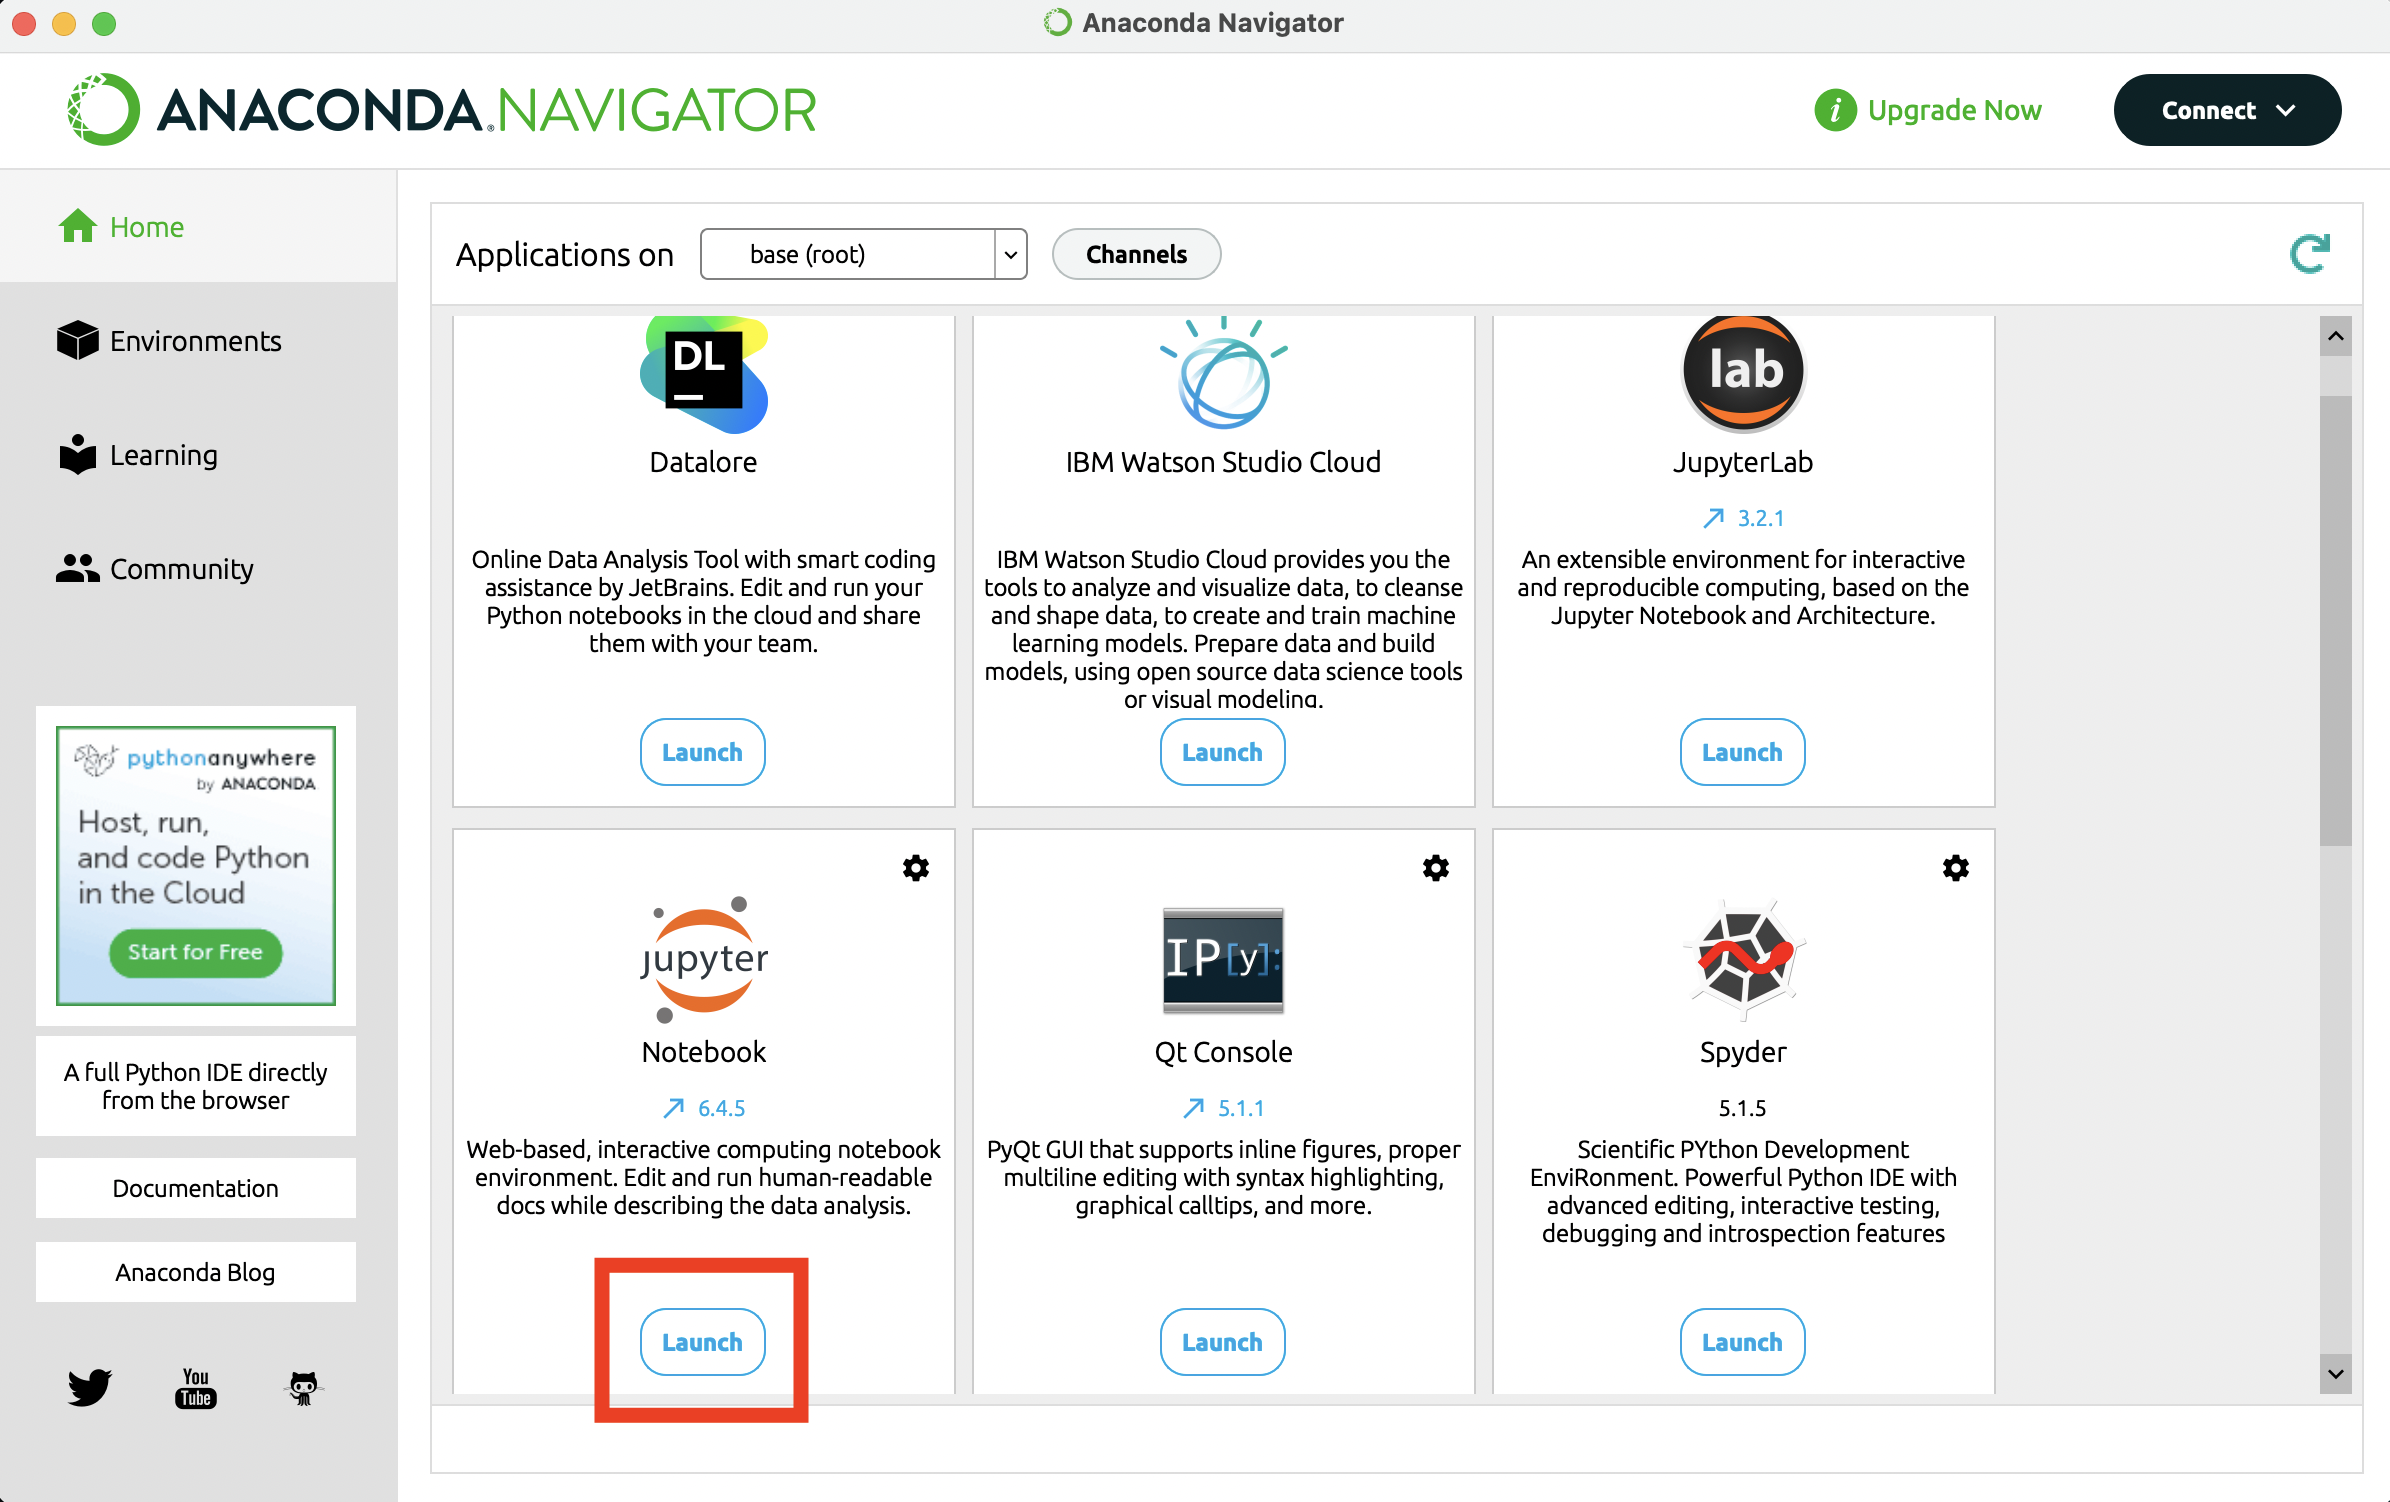 Anaconda Navigator
ANACONDA.NAVIGATOR
®
Upgrade Now
Connect
Home
Environments
Learning
Community
pythonanywhere
by ANACONDA
Host, run,
and code Python
in the Cloud
Start for Free
A full Python IDE directly
from the browser
Documentation
Anaconda Blog
You
Tube
Applications on
base (root)
Channels
DL
Datalore
Online Data Analysis Tool with smart coding
assistance by JetBrains. Edit and run your
Python notebooks in the cloud and share
them with your team.
Launch
IBM Watson Studio Cloud
IBM Watson Studio Cloud provides you the
tools to analyze and visualize data, to cleanse
and shape data, to create and train machine
learning models. Prepare data and build
models, using open source data science tools
or visual modeling.
Launch
lab
JupyterLab
3.2.1
An extensible environment for interactive
and reproducible computing, based on the
Jupyter Notebook and Architecture.
Launch
jupyter
Notebook
6.4.5
Web-based, interactive computing notebook
environment. Edit and run human-readable
docs while describing the data analysis.
Launch
IP[y]:
Qt Console
5.1.1
PyQt GUI that supports inline figures, proper
multiline editing with syntax highlighting,
graphical calltips, and more.
Launch
Spyder
5.1.5
Scientific PYthon Development
EnviRonment. Powerful Python IDE with
advanced editing, interactive testing,
debugging and introspection features
Launch